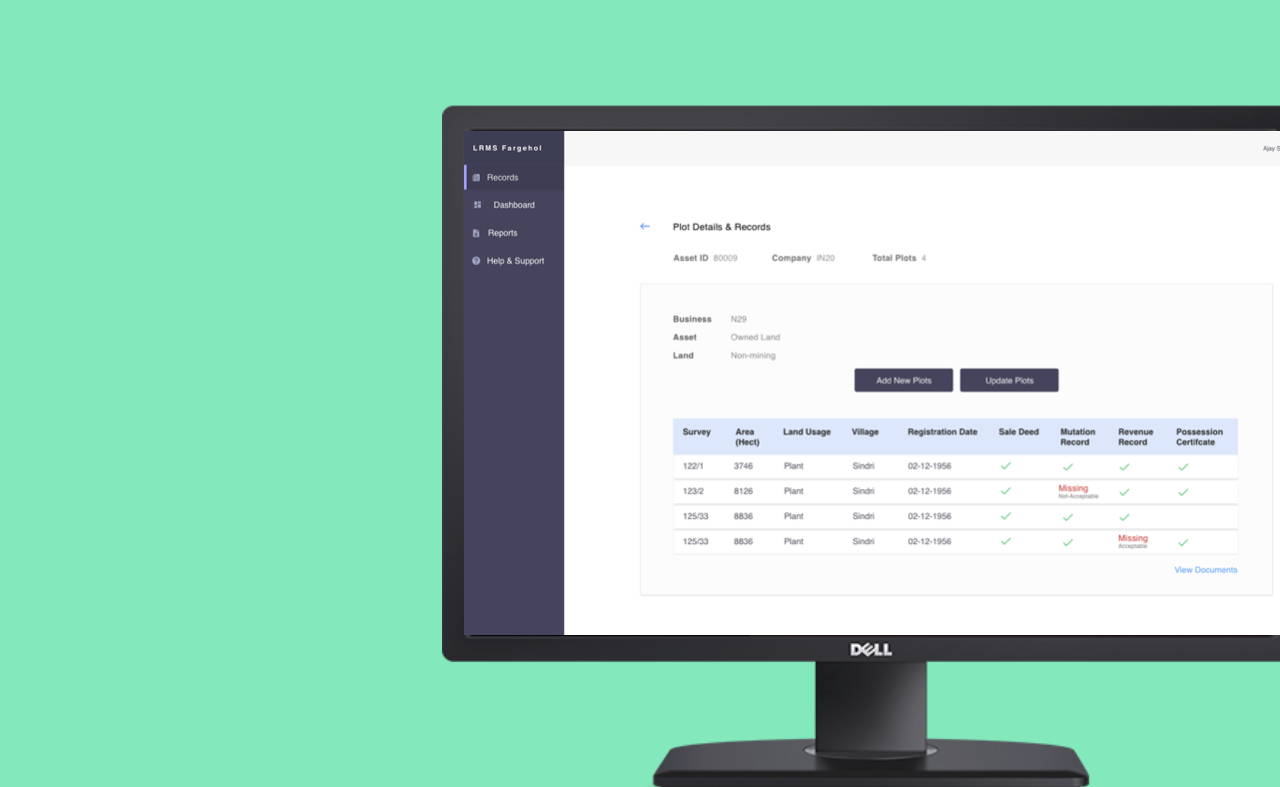 LRMS Fargehol
Ajay S
Records
Dashboard
Reports
Help & Support
Plot Details & Records
Asset ID 80009 Company IN20 Total Plots 4
Business N29
Asset Owned Land
Land Non-mining
Add New Plots Update Plots
Survey Area (Hect) Land Usage Village Registration Date Sale Deed Mutation Record Revenue Record Possession Certifcate
122/1 3746 Plant Sindri 02-12-1956
123/2 8126 Plant Sindri 02-12-1956 Missing Not-Acceptable
125/33 8836 Plant Sindri 02-12-1956
125/33 8836 Plant Sindri 02-12-1956 Missing Acceptable
View Documents
DELL